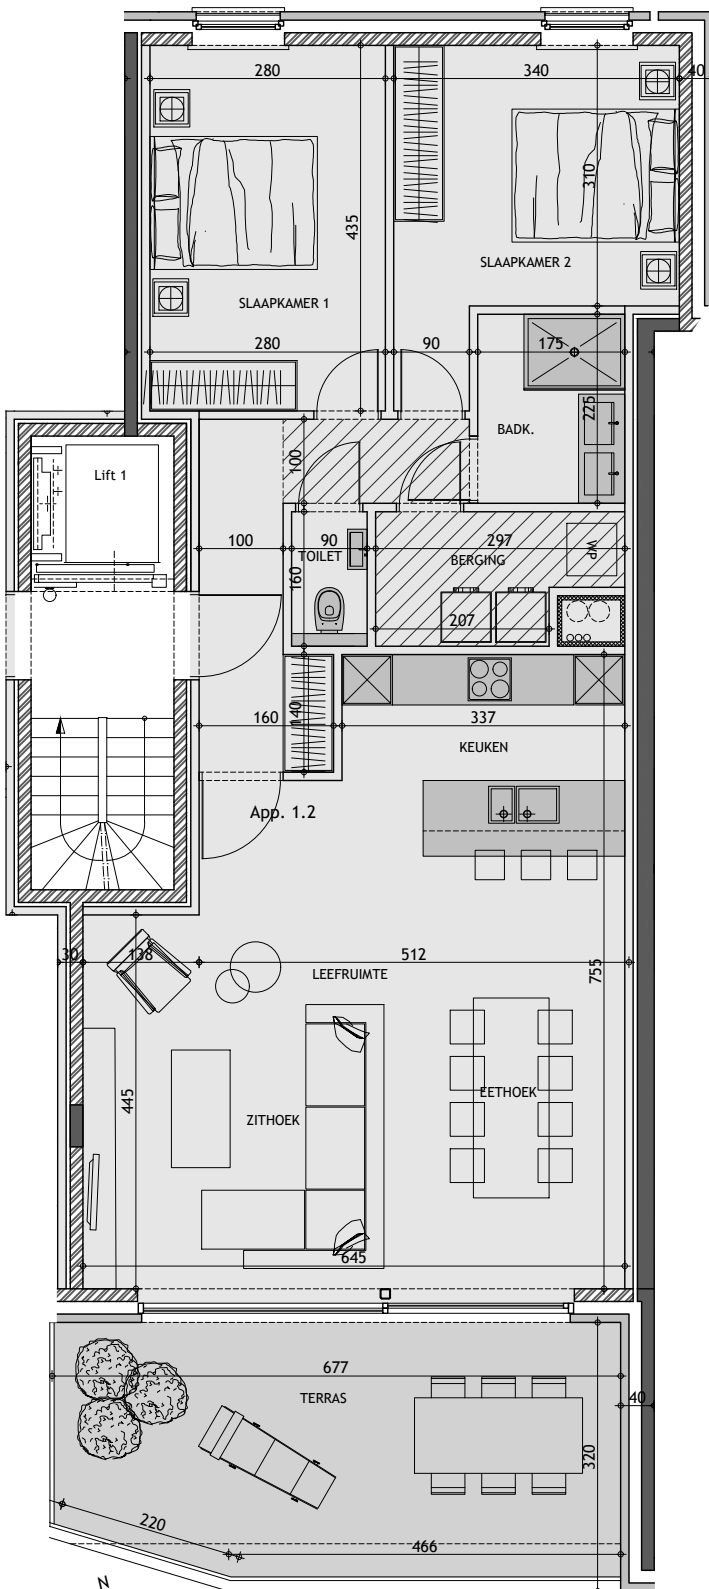 280
340
40
310
435
SLAAPKAMER 2
SLAAPKAMER 1
280
90
175
225
BADK.
Lift 1
100
100
90
297
TOILET
BERGING
WP
160
207
160
140
337
KEUKEN
App. 1.2
30
138
512
LEEFRUIMTE
755
445
ZITHOEK
EETHOEK
645
677
TERRAS
40
320
220
466
N